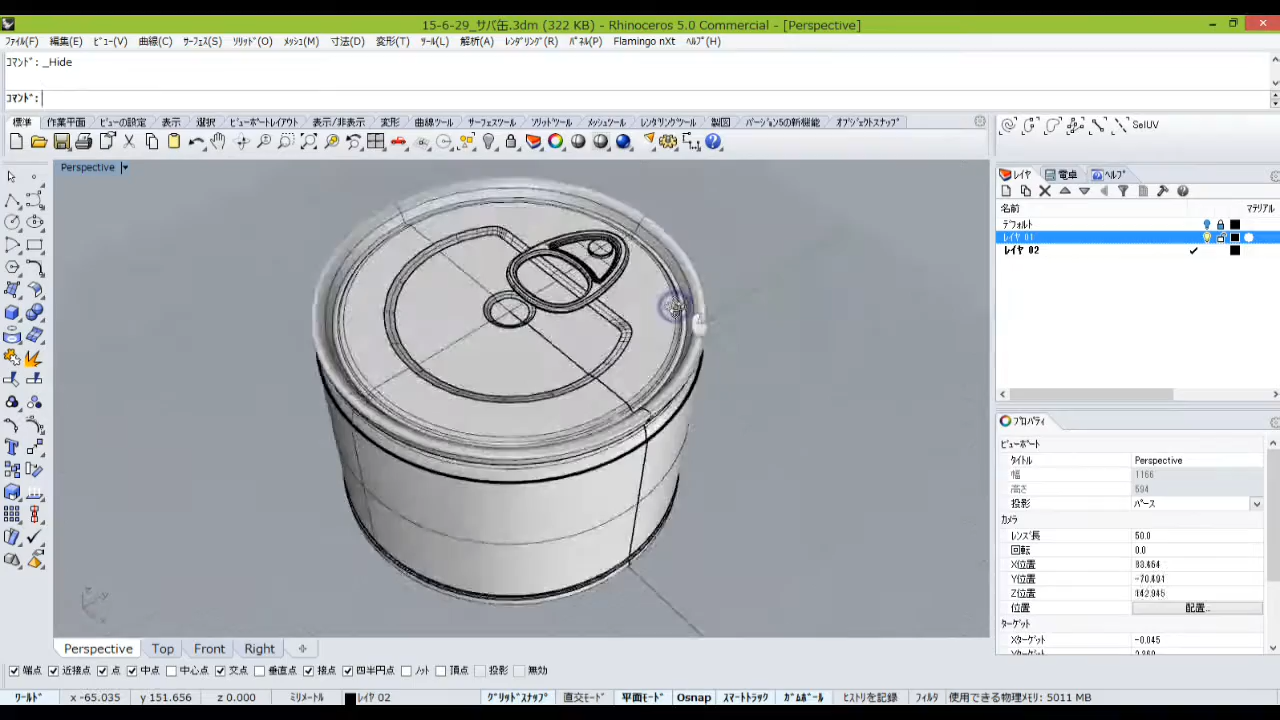 15-6-29_サバ缶.3dm (322 KB) - Rhinoceros 5.0 Commercial - [Perspective]
ﾌｧｲﾙ(F) 編集(E) ﾋﾞｭｰ(V) 曲線(C) ｻｰﾌｪｽ(S) ｿﾘｯﾄﾞ(O) ﾒｯｼｭ(M) 寸法(D) 変形(T) ﾂｰﾙ(L) 解析(A) ﾚﾝﾀﾞﾘﾝｸﾞ(R) ﾊﾟﾈﾙ(P) Flamingo nXt ﾍﾙﾌﾟ(H)
ｺﾏﾝﾄﾞ: _Hide
ｺﾏﾝﾄﾞ:
標準 作業平面 ﾋﾞｭｰの設定 表示 選択 ﾋﾞｭｰﾎﾟｰﾄﾚｲｱｳﾄ 表示/非表示 変形 曲線ﾂｰﾙ ｻｰﾌｪｽﾂｰﾙ ｿﾘｯﾄﾞﾂｰﾙ ﾒｯｼｭﾂｰﾙ ﾚﾝﾀﾞﾘﾝｸﾞﾂｰﾙ 製図 ﾊﾞｰｼﾞｮﾝ5の新機能 ｵﾌﾞｼﾞｪｸﾄｽﾅｯﾌﾟ
SelUV
Perspective
ﾚｲﾔ 電卓 ﾍﾙﾌﾟ
名前 ﾏﾃﾘｱﾙ
ﾃﾞﾌｫﾙﾄ
ﾚｲﾔ 01
ﾚｲﾔ 02
ﾌﾟﾛﾊﾟﾃｨ
ﾋﾞｭｰﾎﾟｰﾄ
ﾀｲﾄﾙ Perspective
幅 1166
高さ 594
投影 ﾊﾟｰｽ
ｶﾒﾗ
ﾚﾝｽﾞ長 50.0
回転 0.0
X位置 83.464
Y位置 -70.491
Z位置 142.945
位置 配置...
ﾀｰｹﾞｯﾄ
Xﾀｰｹﾞｯﾄ -0.045
Perspective Top Front Right
端点 近接点 点 中点 中心点 交点 垂直点 接点 四半円点 ﾉｯﾄ 頂点 投影 無効
ﾜｰﾙﾄﾞ x -65.035 y 151.656 z 0.000 ﾐﾘﾒｰﾄﾙ ﾚｲﾔ 02 ｸﾞﾘｯﾄﾞｽﾅｯﾌﾟ 直交ﾓｰﾄﾞ 平面ﾓｰﾄﾞ Osnap ｽﾏｰﾄﾄﾗｯｸ ｶﾞﾑﾎﾞｰﾙ ﾋｽﾄﾘを記録 ﾌｨﾙﾀ 使用できる物理ﾒﾓﾘ: 5011 MB